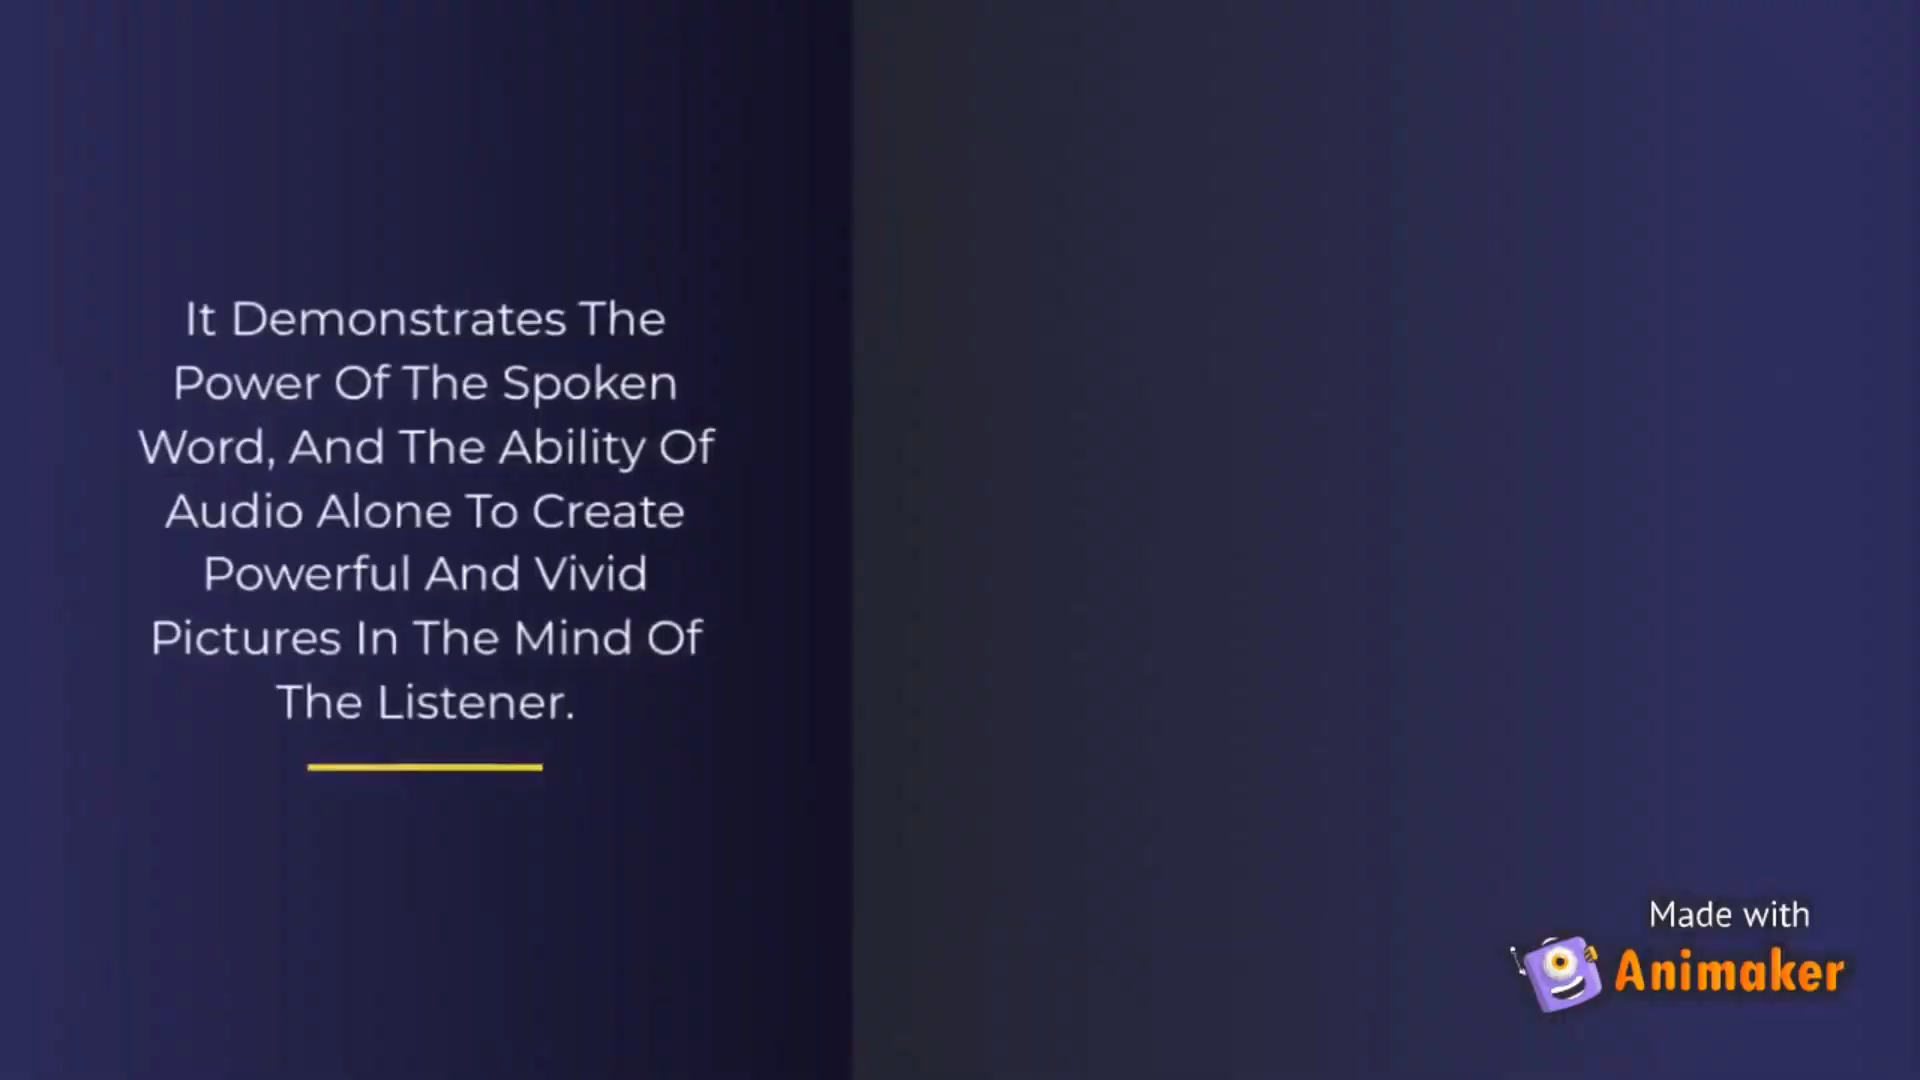 It Demonstrates The
Power Of The Spoken
Word, And The Ability Of
Audio Alone To Create
Powerful And Vivid
Pictures In The Mind Of
The Listener.
Made with
Animaker